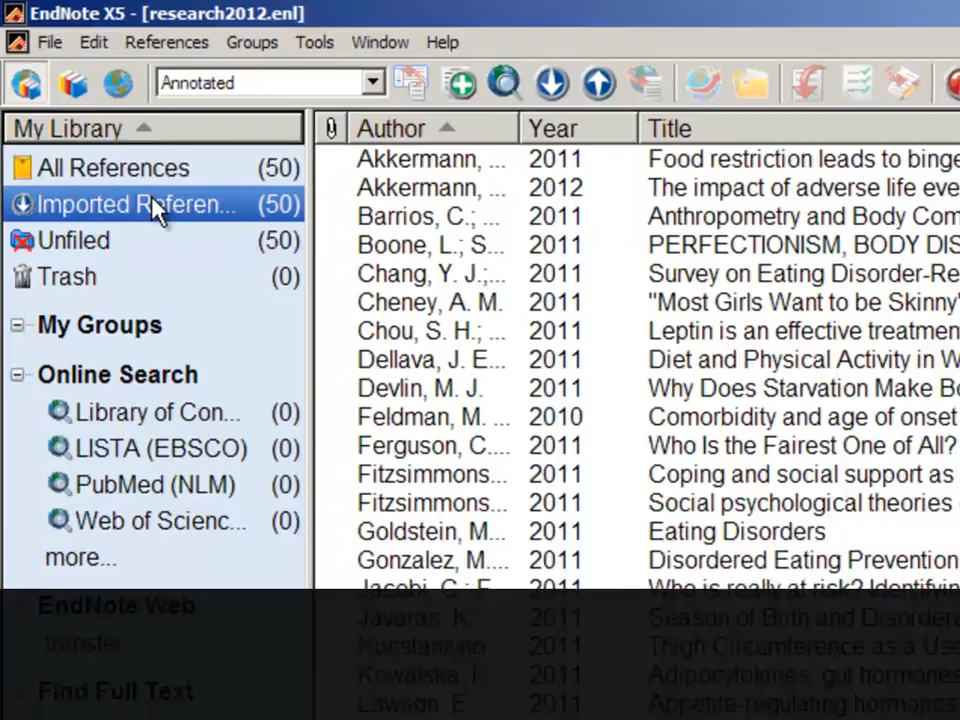 EndNote X5 - [research2012.enl]
File Edit References Groups Tools Window Help
Annotated
My Library
Author Year Title
All References (50)
Imported Referen... (50)
Unfiled (50)
Trash (0)
My Groups
Online Search
Library of Con... (0)
LISTA (EBSCO) (0)
PubMed (NLM) (0)
Web of Scienc... (0)
more...
EndNote Web
transfer
Find Full Text
Akkermann, ... 2011 Food restriction leads to binge
Akkermann, ... 2012 The impact of adverse life eve
Barrios, C.; ... 2011 Anthropometry and Body Com
Boone, L.; S... 2011 PERFECTIONISM, BODY DIS
Chang, Y. J.;... 2011 Survey on Eating Disorder-Re
Cheney, A. M. 2011 "Most Girls Want to be Skinny"
Chou, S. H.; ... 2011 Leptin is an effective treatmen
Dellava, J. E... 2011 Diet and Physical Activity in W
Devlin, M. J. 2011 Why Does Starvation Make Bo
Feldman, M. ... 2010 Comorbidity and age of onset
Ferguson, C.... 2011 Who Is the Fairest One of All?
Fitzsimmons... 2011 Coping and social support as
Fitzsimmons... 2011 Social psychological theories
Goldstein, M... 2011 Eating Disorders
Gonzalez, M.... 2011 Disordered Eating Prevention
Jacobi, C.; F... 2011 Who is really at risk? Identifyin
Javaras, K. 2011 Season of Birth and Disordere
Konstantyno 2011 Thigh Circumference as a Use
Kowalska, I. 2011 Adipocytokines, gut hormones
Lawson, E. 2011 Appetite-regulating hormones